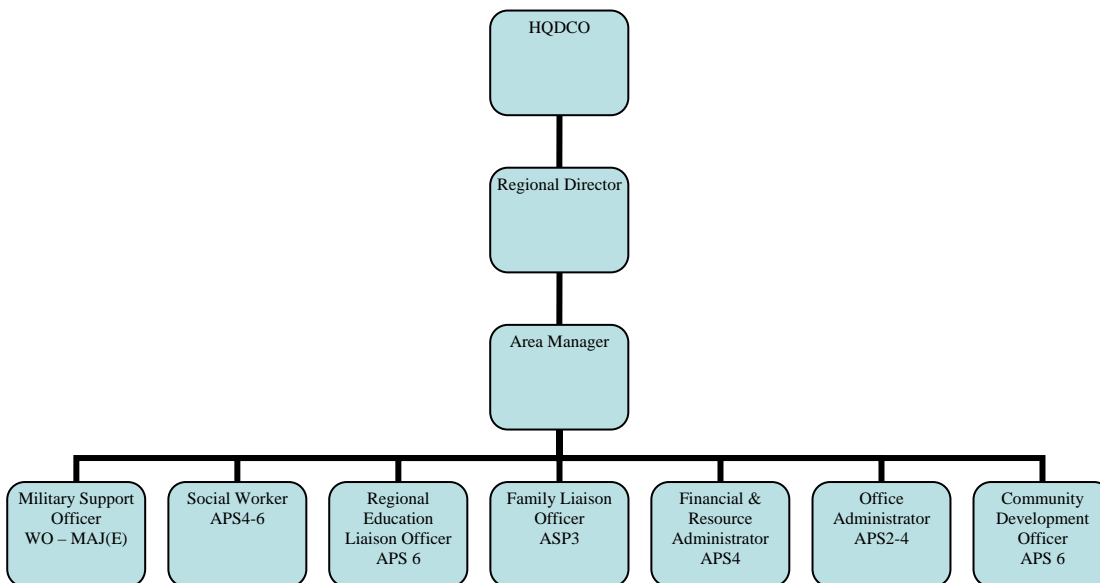 HQDCO
Regional Director
Area Manager
Military Support
Officer
WO – MAJ(E)
Social Worker
APS4-6
Regional
Education
Liaison Officer
APS 6
Family Liaison
Officer
ASP3
Financial &
Resource
Administrator
APS4
Office
Administrator
APS2-4
Community
Development
Officer
APS 6